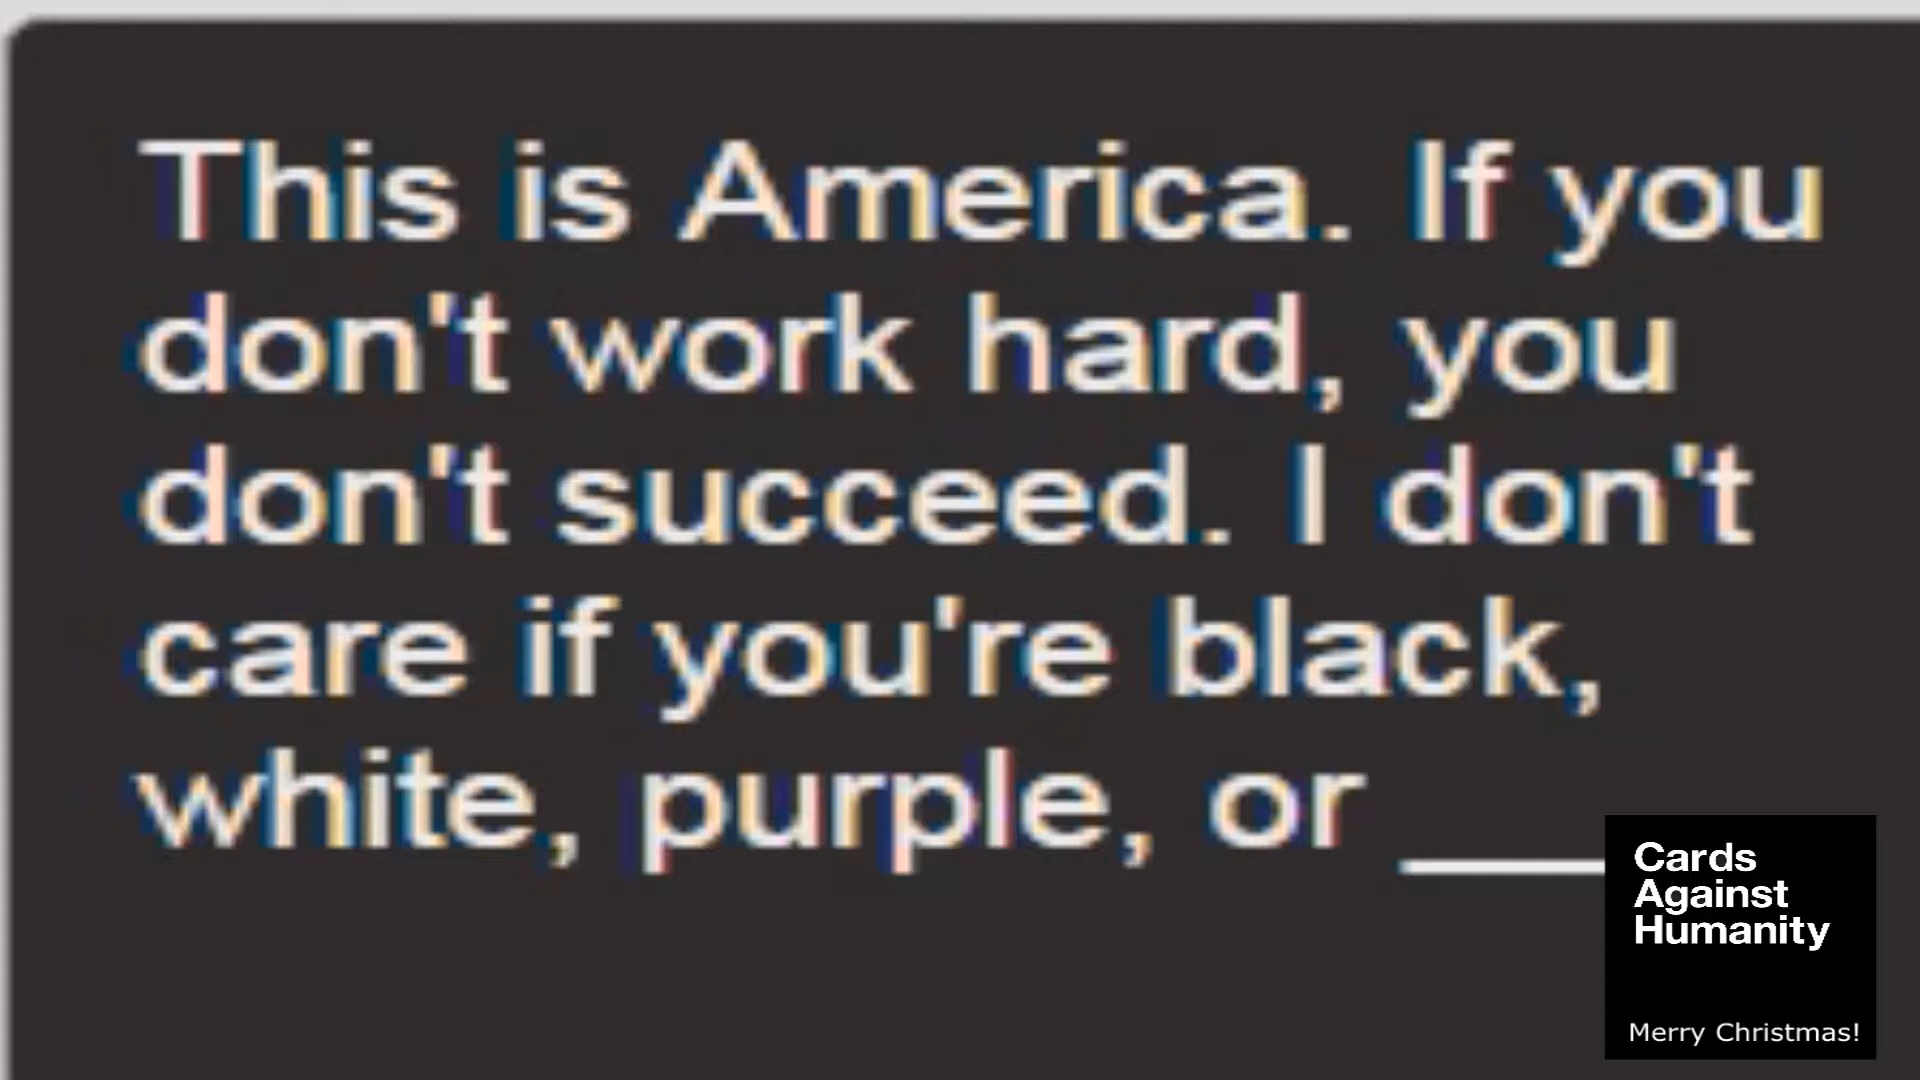 This is America. If you
don't work hard, you
don't succeed. I don't
care if you're black,
white, purple, or ____
Cards
Against
Humanity
Merry Christmas!